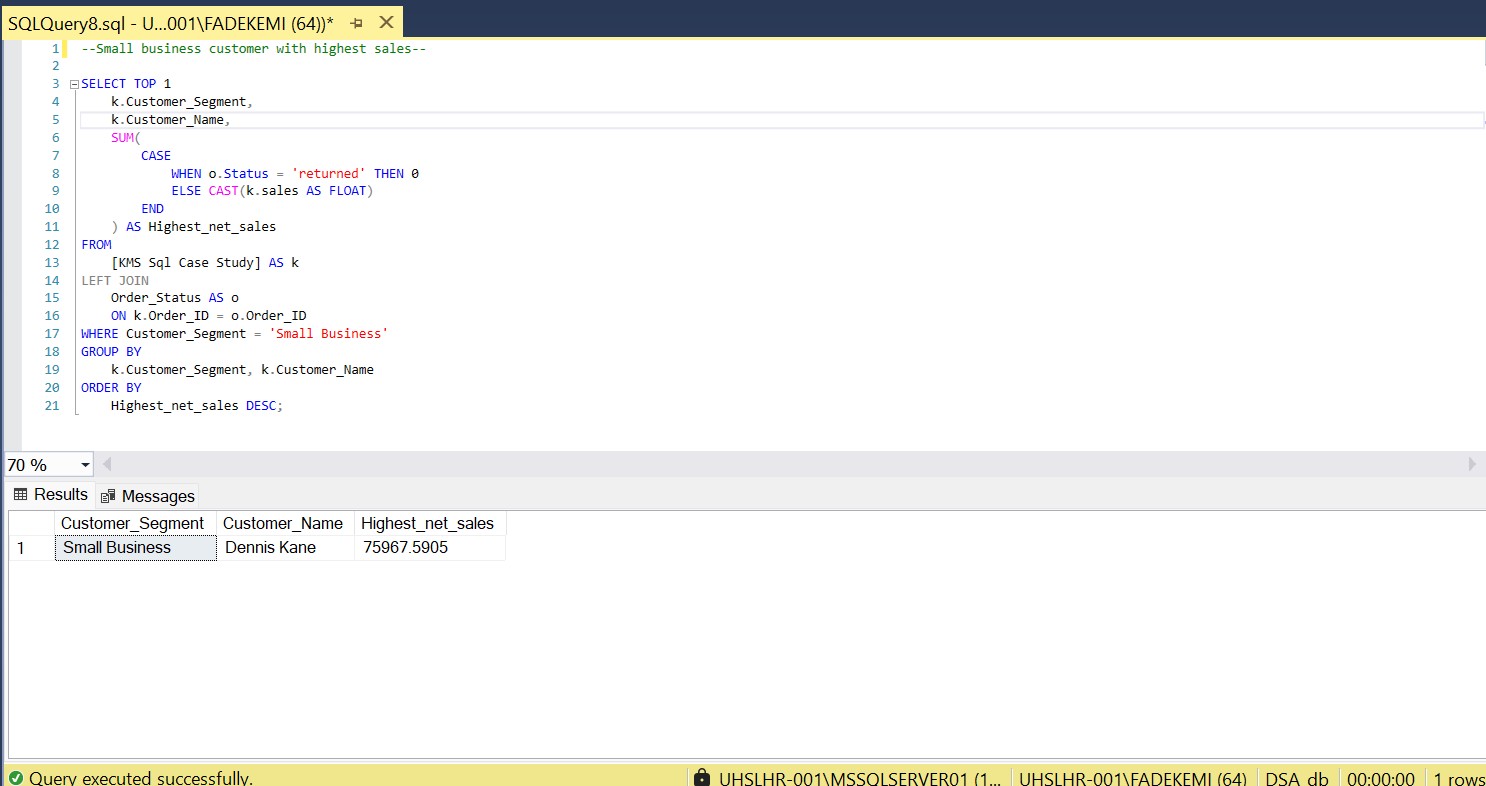 SQLQuery8.sql - U...001\FADEKEMI (64))*
1 --Small business customer with highest sales--
2
3 SELECT TOP 1
4 k.Customer_Segment,
5 k.Customer_Name,
6 SUM(
7 CASE
8 WHEN o.Status = 'returned' THEN 0
9 ELSE CAST(k.sales AS FLOAT)
10 END
11 ) AS Highest_net_sales
12 FROM
13 [KMS Sql Case Study] AS k
14 LEFT JOIN
15 Order_Status AS o
16 ON k.Order_ID = o.Order_ID
17 WHERE Customer_Segment = 'Small Business'
18 GROUP BY
19 k.Customer_Segment, k.Customer_Name
20 ORDER BY
21 Highest_net_sales DESC;
70 %
Results Messages
Customer_Segment Customer_Name Highest_net_sales
1 Small Business Dennis Kane 75967.5905
Query executed successfully. UHSLHR-001\MSSQLSERVER01 (1... UHSLHR-001\FADEKEMI (64) DSA_db 00:00:00 1 rows